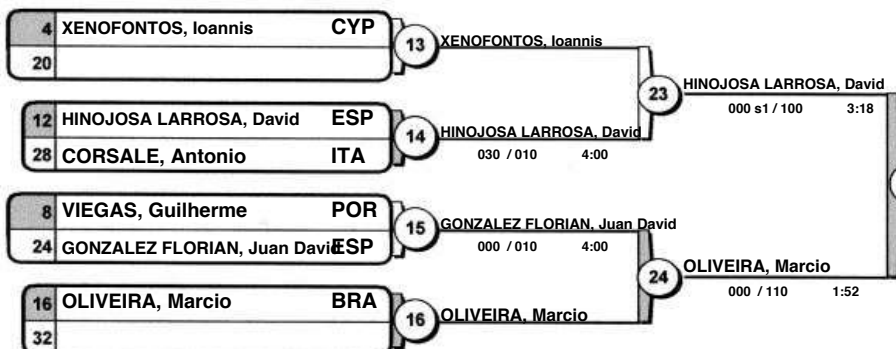 4 XENOFONTOS, Ioannis CYP
20
13 XENOFONTOS, Ioannis
12 HINOJOSA LARROSA, David ESP
28 CORSALE, Antonio ITA
14 HINOJOSA LARROSA, David
030 / 010 4:00
23 HINOJOSA LARROSA, David
000 s1 / 100 3:18
8 VIEGAS, Guilherme POR
24 GONZALEZ FLORIAN, Juan David ESP
15 GONZALEZ FLORIAN, Juan David
000 / 010 4:00
16 OLIVEIRA, Marcio BRA
32
16 OLIVEIRA, Marcio
24 OLIVEIRA, Marcio
000 / 110 1:52